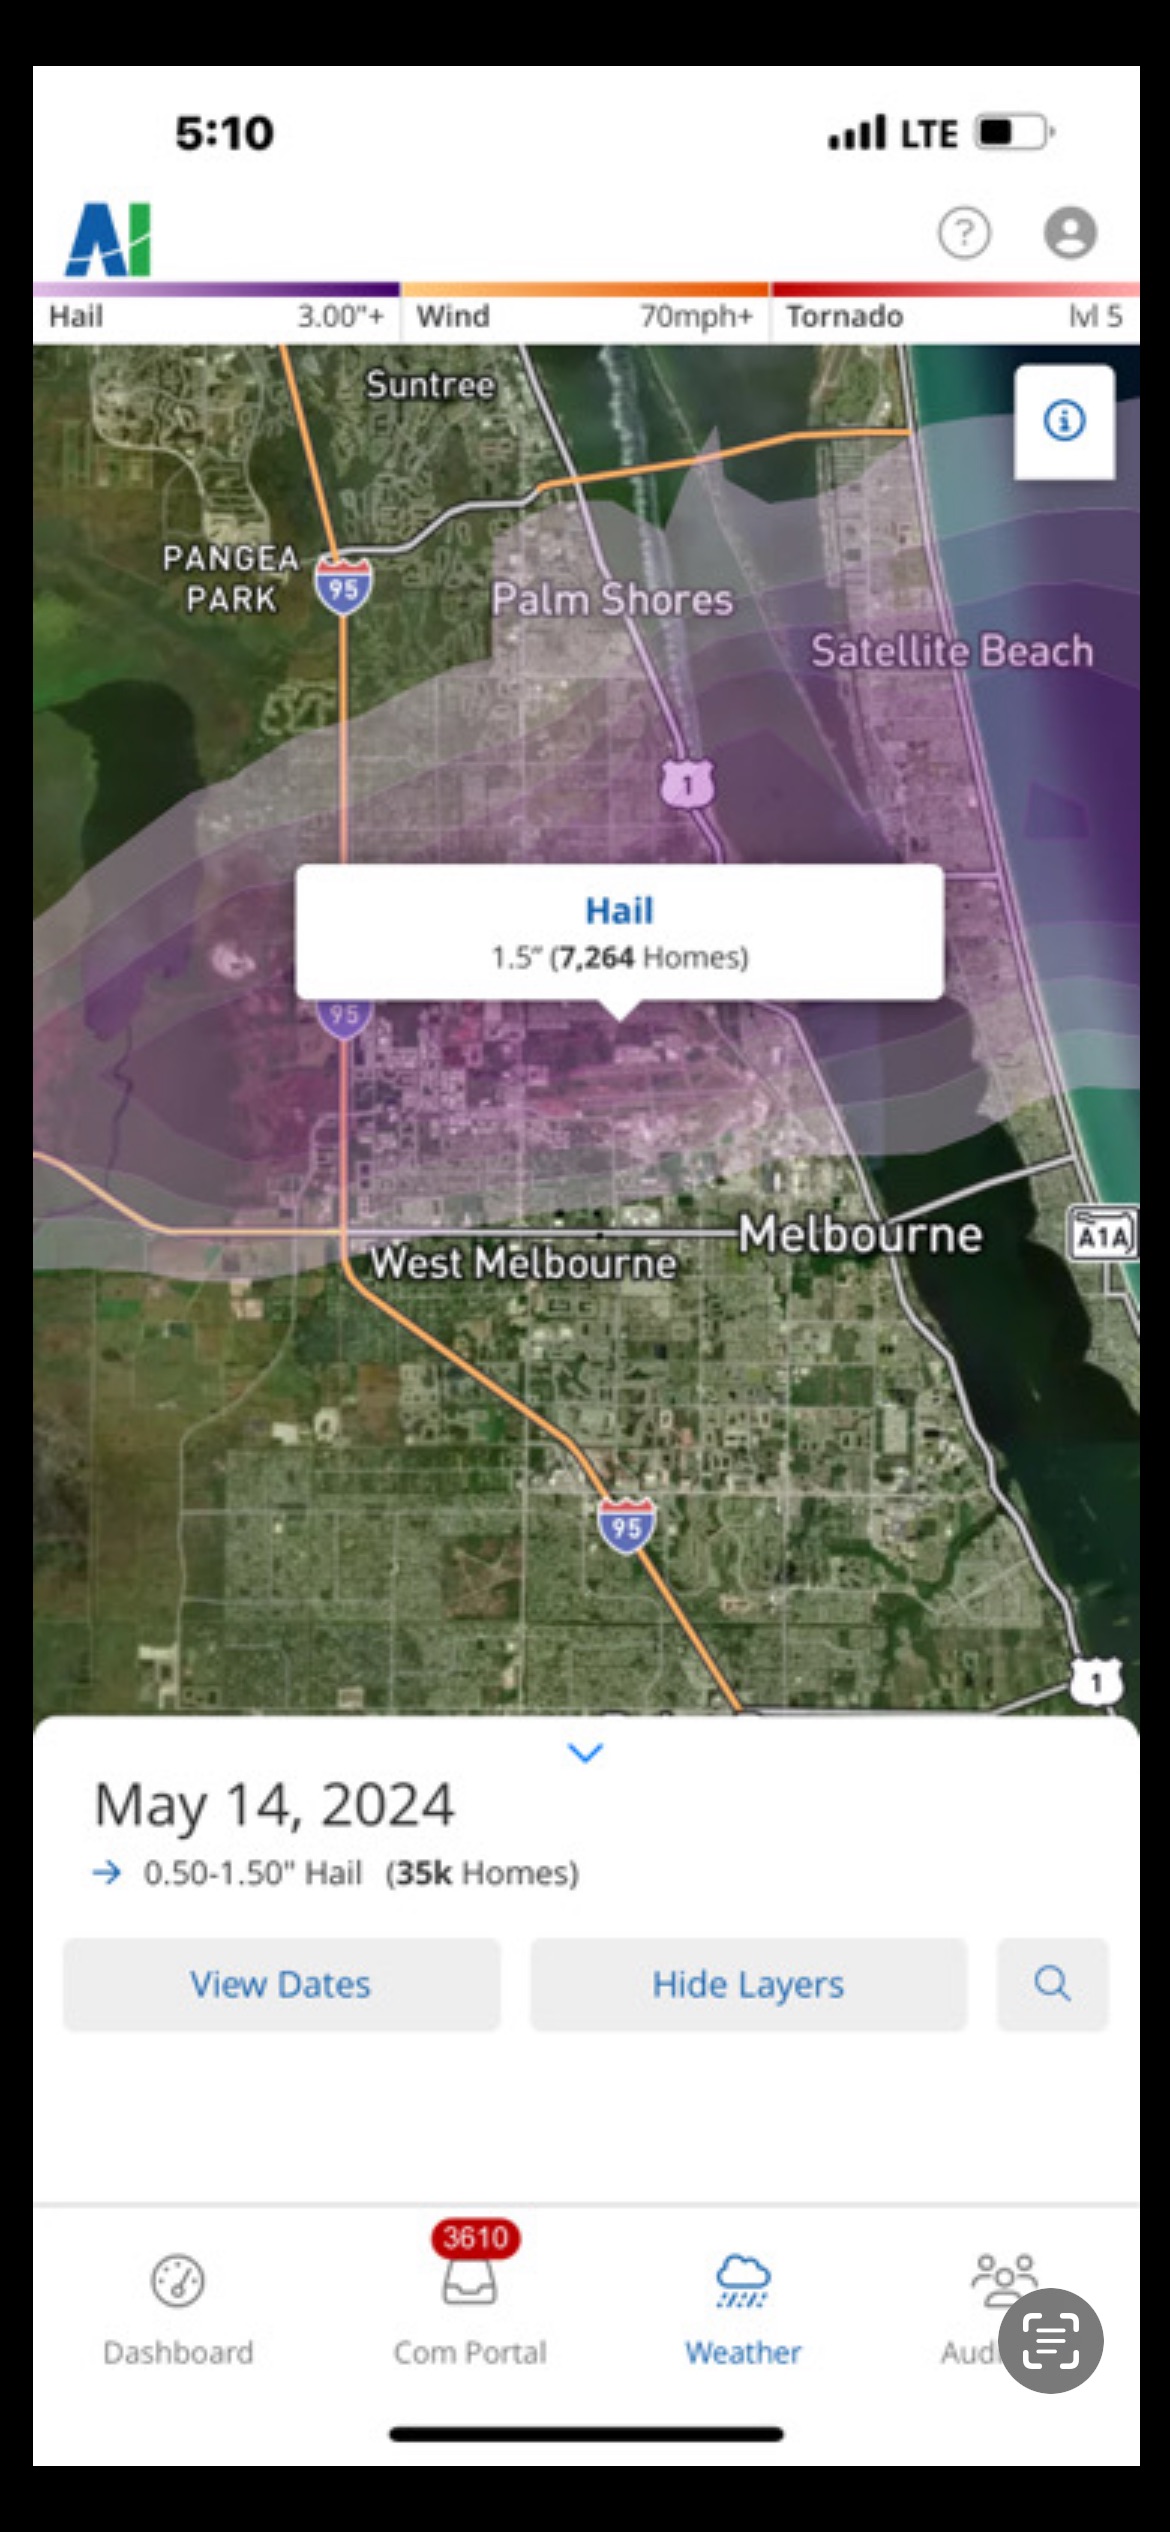 5:10
LTE
AI
?
Hail 3.00"+ Wind 70mph+ Tornado lvl 5
Suntree
i
PANGEA
PARK
95
Palm Shores
Satellite Beach
1
Hail
1.5" (7,264 Homes)
95
Melbourne
A1A
West Melbourne
95
1
May 14, 2024
→ 0.50-1.50" Hail (35k Homes)
View Dates
Hide Layers
3610
Dashboard
Com Portal
Weather